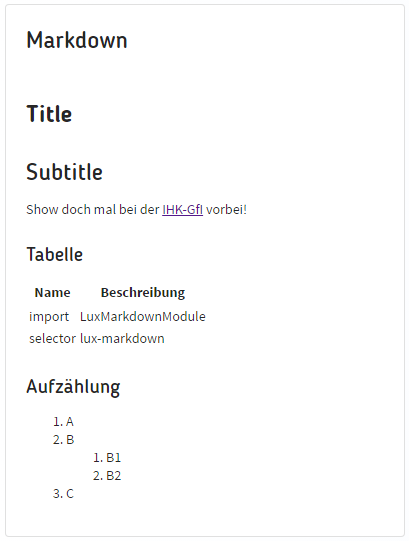 Markdown
Title
Subtitle
Show doch mal bei der IHK-GfI vorbei!
Tabelle
Name Beschreibung
import LuxMarkdownModule
selector lux-markdown
Aufzählung
1. A
2. B
1. B1
2. B2
3. C